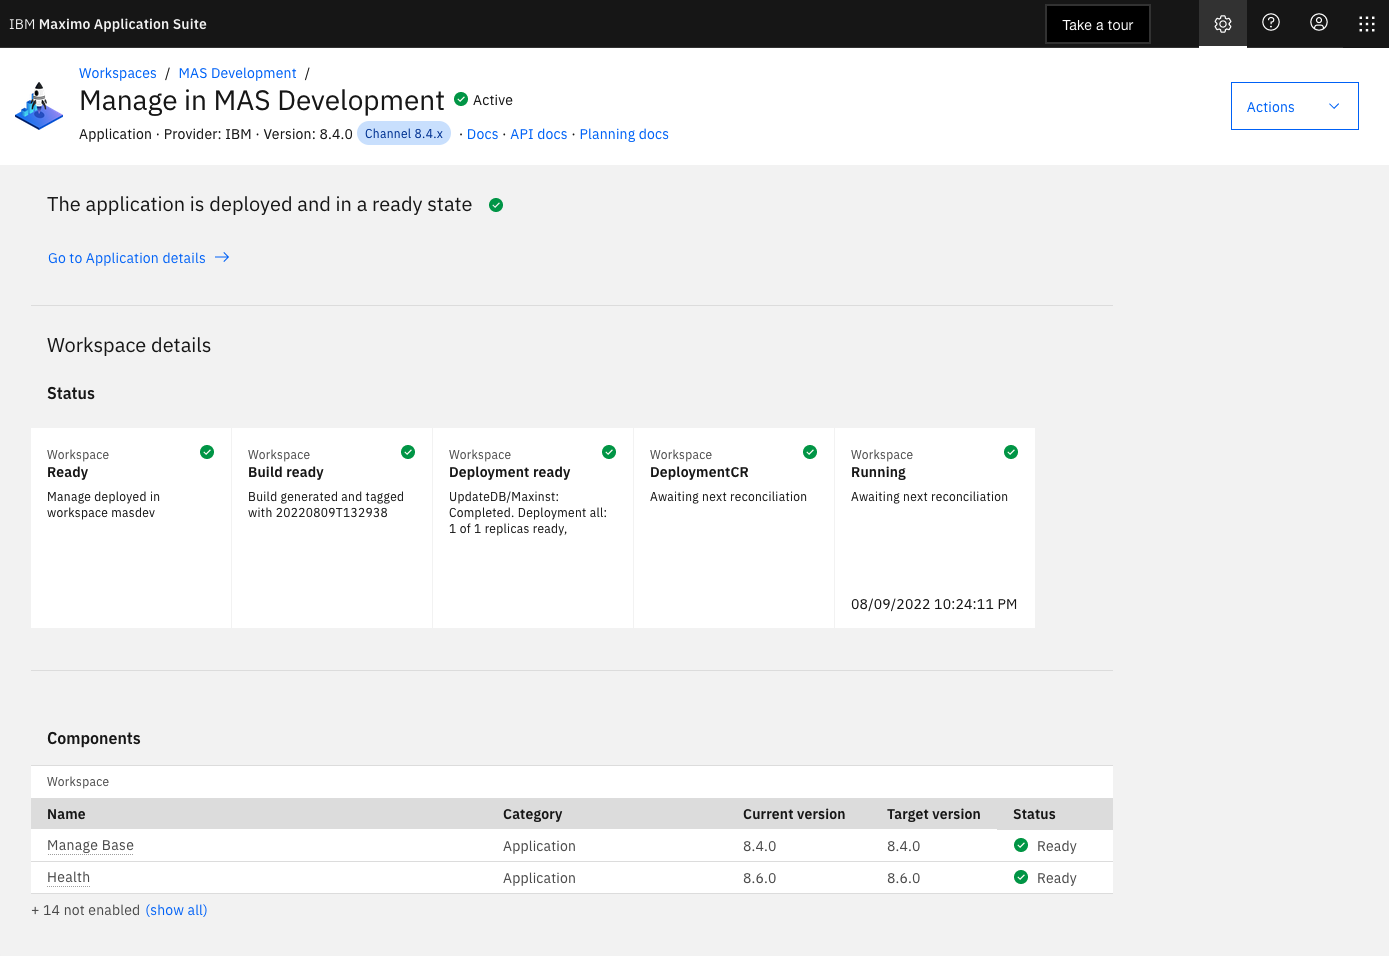 IBM Maximo Application Suite
Take a tour
Workspaces / MAS Development /
Manage in MAS Development Active
Application · Provider: IBM · Version: 8.4.0 Channel 8.4.x · Docs · API docs · Planning docs
Actions
The application is deployed and in a ready state
Go to Application details
Workspace details
Status
Workspace
Ready
Manage deployed in
workspace masdev
Workspace
Build ready
Build generated and tagged
with 20220809T132938
Workspace
Deployment ready
UpdateDB/Maxinst:
Completed. Deployment all:
1 of 1 replicas ready,
Workspace
DeploymentCR
Awaiting next reconciliation
Workspace
Running
Awaiting next reconciliation
08/09/2022 10:24:11 PM
Components
Workspace
Name Category Current version Target version Status
Manage Base Application 8.4.0 8.4.0 Ready
Health Application 8.6.0 8.6.0 Ready
+ 14 not enabled (show all)